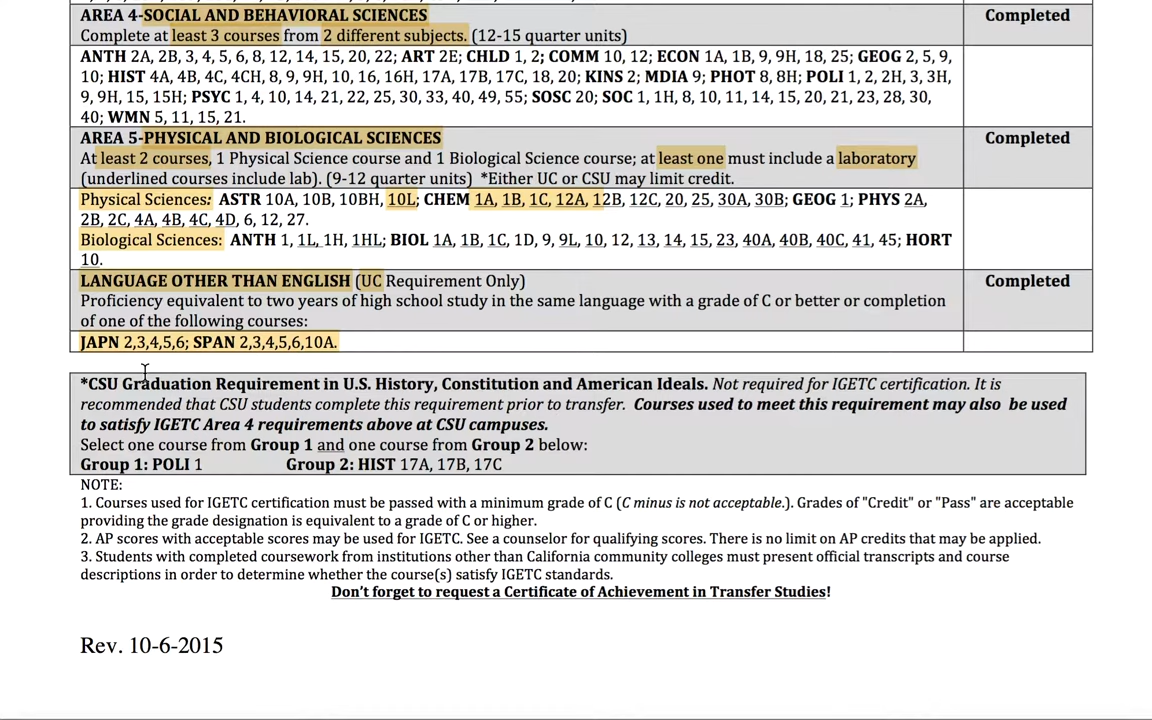 AREA 4-SOCIAL AND BEHAVIORAL SCIENCES
Completed
Complete at least 3 courses from 2 different subjects. (12-15 quarter units)
ANTH 2A, 2B, 3, 4, 5, 6, 8, 12, 14, 15, 20, 22; ART 2E; CHLD 1, 2; COMM 10, 12; ECON 1A, 1B, 9, 9H, 18, 25; GEOG 2, 5, 9,
10; HIST 4A, 4B, 4C, 4CH, 8, 9, 9H, 10, 16, 16H, 17A, 17B, 17C, 18, 20; KINS 2; MDIA 9; PHOT 8, 8H; POLI 1, 2, 2H, 3, 3H,
9, 9H, 15, 15H; PSYC 1, 4, 10, 14, 21, 22, 25, 30, 33, 40, 49, 55; SOSC 20; SOC 1, 1H, 8, 10, 11, 14, 15, 20, 21, 23, 28, 30,
40; WMN 5, 11, 15, 21.
AREA 5-PHYSICAL AND BIOLOGICAL SCIENCES
Completed
At least 2 courses, 1 Physical Science course and 1 Biological Science course; at least one must include a laboratory
(underlined courses include lab). (9-12 quarter units) *Either UC or CSU may limit credit.
Physical Sciences: ASTR 10A, 10B, 10BH, 10L; CHEM 1A, 1B, 1C, 12A, 12B, 12C, 20, 25, 30A, 30B; GEOG 1; PHYS 2A,
2B, 2C, 4A, 4B, 4C, 4D, 6, 12, 27.
Biological Sciences: ANTH 1, 1L, 1H, 1HL; BIOL 1A, 1B, 1C, 1D, 9, 9L, 10, 12, 13, 14, 15, 23, 40A, 40B, 40C, 41, 45; HORT
10.
LANGUAGE OTHER THAN ENGLISH (UC Requirement Only)
Completed
Proficiency equivalent to two years of high school study in the same language with a grade of C or better or completion
of one of the following courses:
JAPN 2,3,4,5,6; SPAN 2,3,4,5,6,10A.
*CSU Graduation Requirement in U.S. History, Constitution and American Ideals. Not required for IGETC certification. It is
recommended that CSU students complete this requirement prior to transfer. Courses used to meet this requirement may also be used
to satisfy IGETC Area 4 requirements above at CSU campuses.
Select one course from Group 1 and one course from Group 2 below:
Group 1: POLI 1 Group 2: HIST 17A, 17B, 17C
NOTE:
1. Courses used for IGETC certification must be passed with a minimum grade of C (C minus is not acceptable.). Grades of "Credit" or "Pass" are acceptable
providing the grade designation is equivalent to a grade of C or higher.
2. AP scores with acceptable scores may be used for IGETC. See a counselor for qualifying scores. There is no limit on AP credits that may be applied.
3. Students with completed coursework from institutions other than California community colleges must present official transcripts and course
descriptions in order to determine whether the course(s) satisfy IGETC standards.
Don't forget to request a Certificate of Achievement in Transfer Studies!
Rev. 10-6-2015